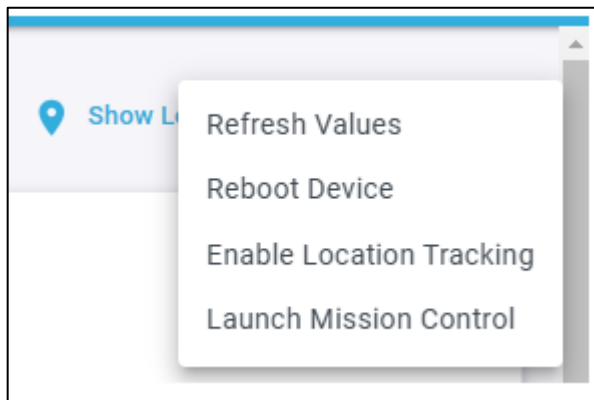 Show
Refresh Values
Reboot Device
Enable Location Tracking
Launch Mission Control